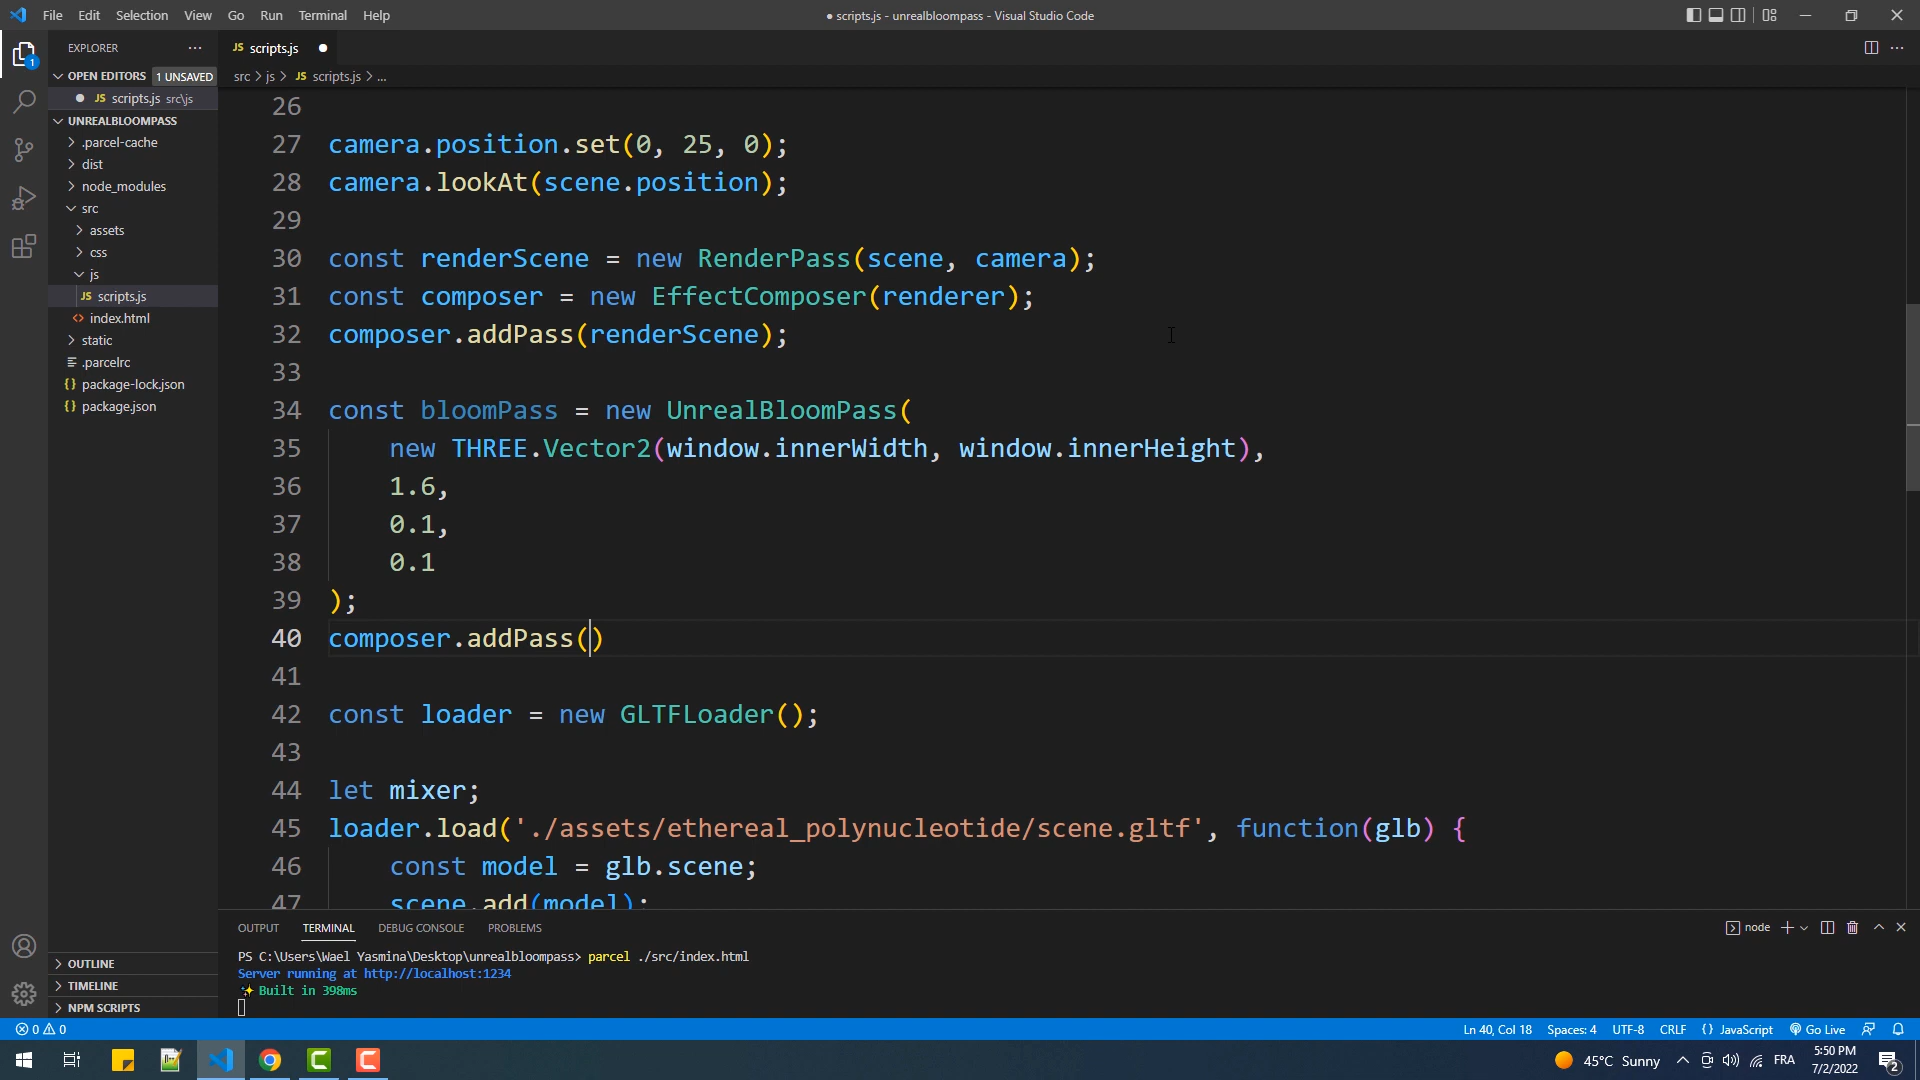 File Edit Selection View Go Run Terminal Help
● scripts.js - unrealbloompass - Visual Studio Code
EXPLORER
JS scripts.js
OPEN EDITORS 1 UNSAVED
src > js > JS scripts.js > ...
JS scripts.js src\js
UNREALBLOOMPASS
.parcel-cache
dist
node_modules
src
assets
css
js
JS scripts.js
<> index.html
static
.parcelrc
{} package-lock.json
{} package.json
26
27 camera.position.set(0, 25, 0);
28 camera.lookAt(scene.position);
29
30 const renderScene = new RenderPass(scene, camera);
31 const composer = new EffectComposer(renderer);
32 composer.addPass(renderScene);
33
34 const bloomPass = new UnrealBloomPass(
35 new THREE.Vector2(window.innerWidth, window.innerHeight),
36 1.6,
37 0.1,
38 0.1
39 );
40 composer.addPass()
41
42 const loader = new GLTFLoader();
43
44 let mixer;
45 loader.load('./assets/ethereal_polynucleotide/scene.gltf', function(glb) {
46 const model = glb.scene;
47 scene.add(model);
OUTPUT TERMINAL DEBUG CONSOLE PROBLEMS
node
PS C:\Users\Wael Yasmina\Desktop\unrealbloompass> parcel ./src/index.html
Server running at http://localhost:1234
✨ Built in 398ms
OUTLINE
TIMELINE
NPM SCRIPTS
0 0
Ln 40, Col 18 Spaces: 4 UTF-8 CRLF {} JavaScript Go Live
45°C Sunny FRA
5:50 PM
7/2/2022
1
2